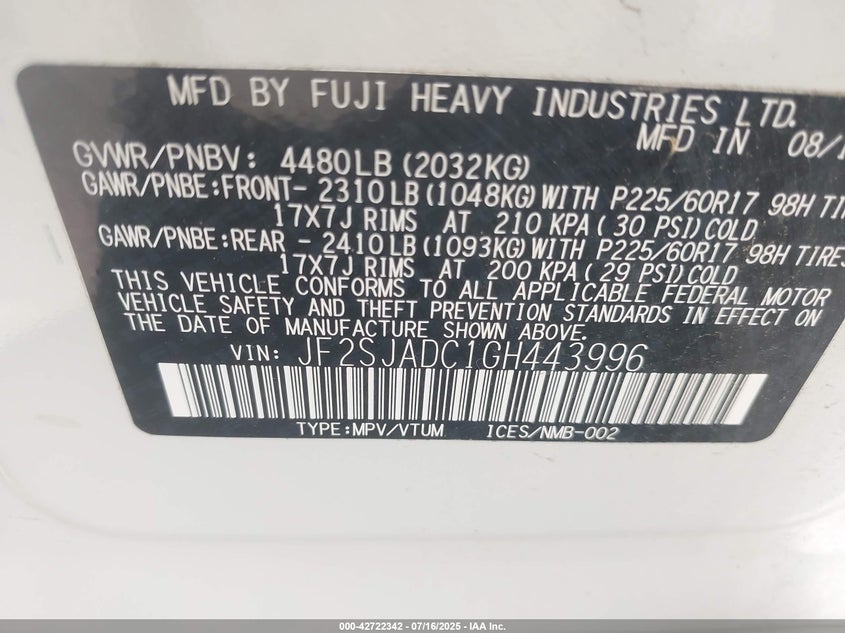 MFD BY FUJI HEAVY INDUSTRIES LTD.
MFD IN 08/1
GVWR/PNBV: 4480LB (2032KG)
GAWR/PNBE:FRONT- 2310LB (1048KG) WITH P225/60R17 98H TIR
17X7J RIMS AT 210 KPA ( 30 PSI) COLD
GAWR/PNBE:REAR - 2410LB (1093KG) WITH P225/60R17 98H TIRES
17X7J RIMS AT 200 KPA ( 29 PSI) COLD
THIS VEHICLE CONFORMS TO ALL APPLICABLE FEDERAL MOTOR
VEHICLE SAFETY AND THEFT PREVENTION STANDARDS IN EFFECT ON
THE DATE OF MANUFACTURE SHOWN ABOVE.
VIN: JF2SJADC1GH443996
TYPE:MPV/VTUM ICES/NMB-002
000-42722342 - 07/16/2025 - IAA Inc.